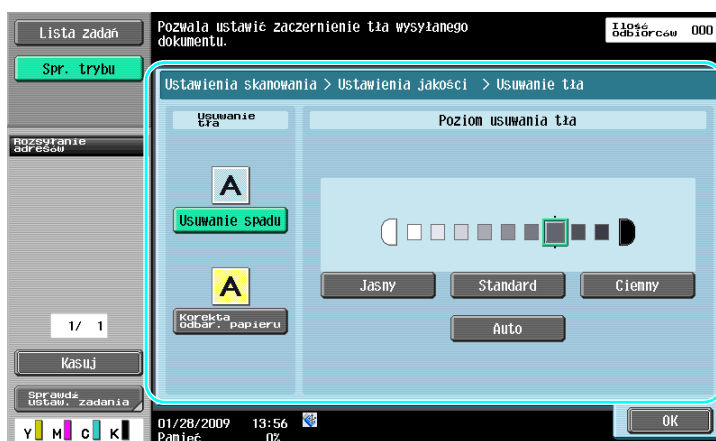 Lista zadań
Pozwala ustawić zaczernienie tła wysyłanego
dokumentu.
Ilość
odbiorców
000
Spr. trybu
Ustawienia skanowania > Ustawienia jakości > Usuwanie tła
Usuwanie
tła
Poziom usuwania tła
Rozsyłanie
adresów
A
Usuwanie spadu
A
Jasny
Standard
Ciemny
Korekta
odbar. papieru
Auto
1/ 1
Kasuj
Sprawdź
ustaw. zadania
Y M C K
01/28/2009 13:56
Pamięć 0%
OK